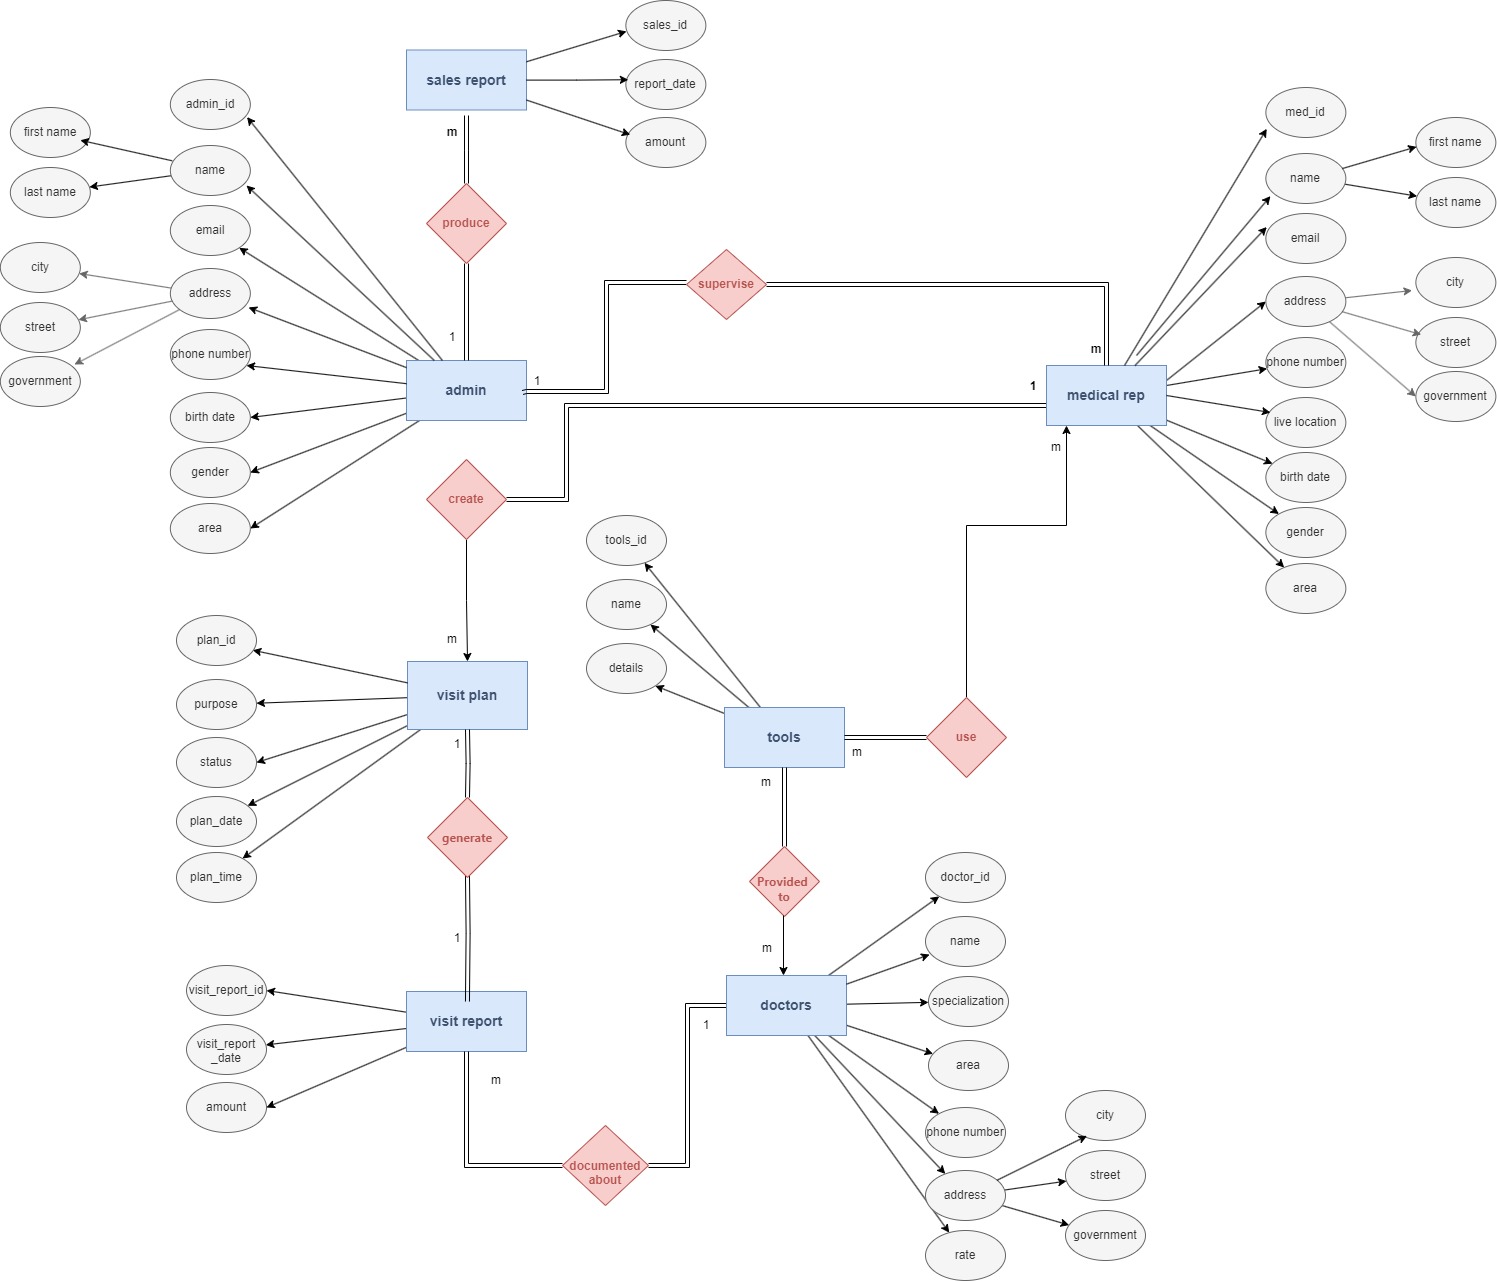 sales_id
sales report
report_date
amount
m
produce
1
admin_id
first name
name
last name
email
city
address
street
phone number
government
birth date
gender
area
admin
1
supervise
m
1
medical rep
m
med_id
name
first name
last name
email
address
city
street
government
phone number
live location
birth date
gender
area
create
m
tools_id
name
details
tools
m
use
m
Provided
to
m
plan_id
purpose
status
plan_date
plan_time
visit plan
1
generate
1
visit_report_id
visit_report
_date
amount
visit report
m
documented
about
1
doctors
doctor_id
name
specialization
area
phone number
address
city
street
government
rate